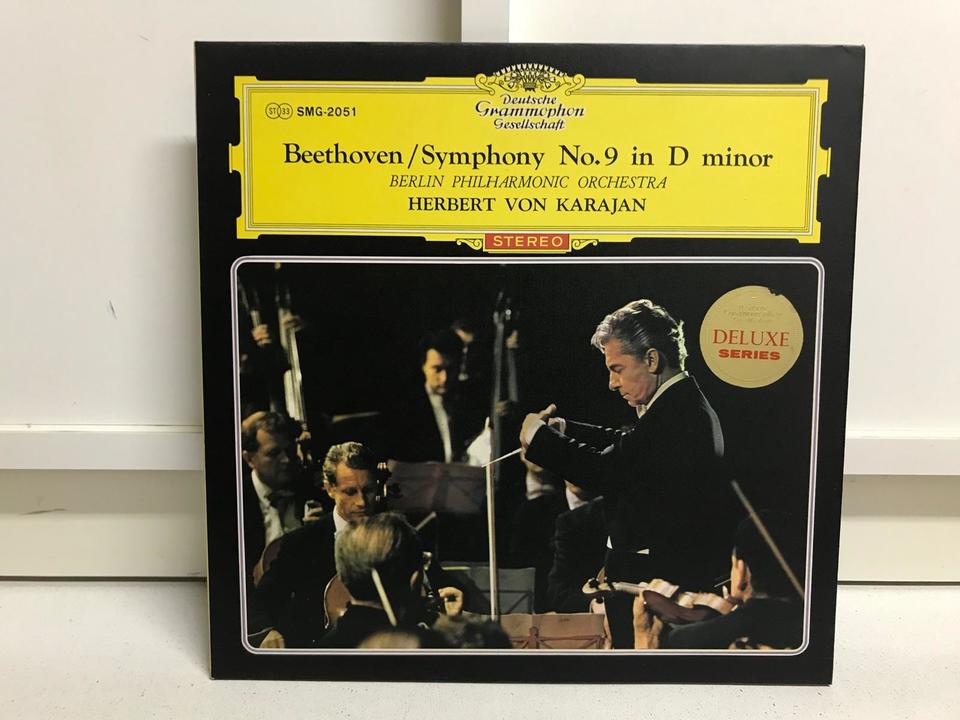 Deutsche
Grammophon
Gesellschaft
ST 33 SMG-2051
Beethoven/Symphony No.9 in D minor
BERLIN PHILHARMONIC ORCHESTRA
HERBERT VON KARAJAN
STEREO
DELUXE
SERIES